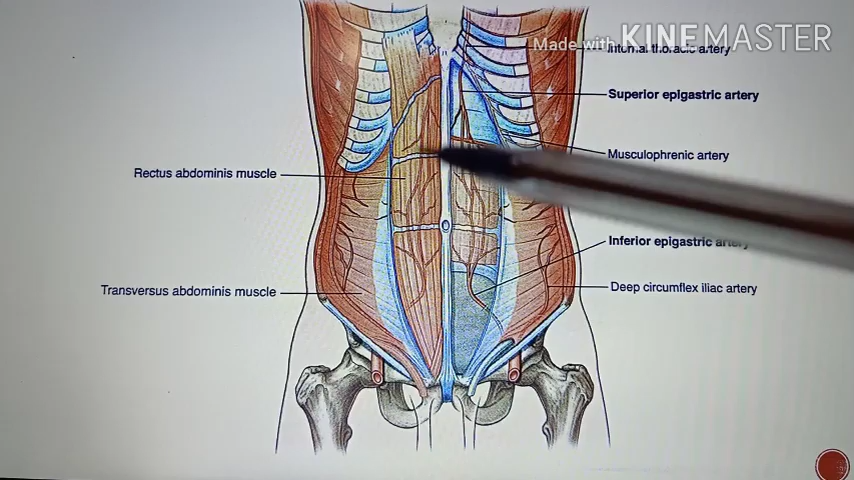 Made with KINEMASTER
Internal thoracic artery
Superior epigastric artery
Musculophrenic artery
Rectus abdominis muscle
Inferior epigastric artery
Transversus abdominis muscle
Deep circumflex iliac artery